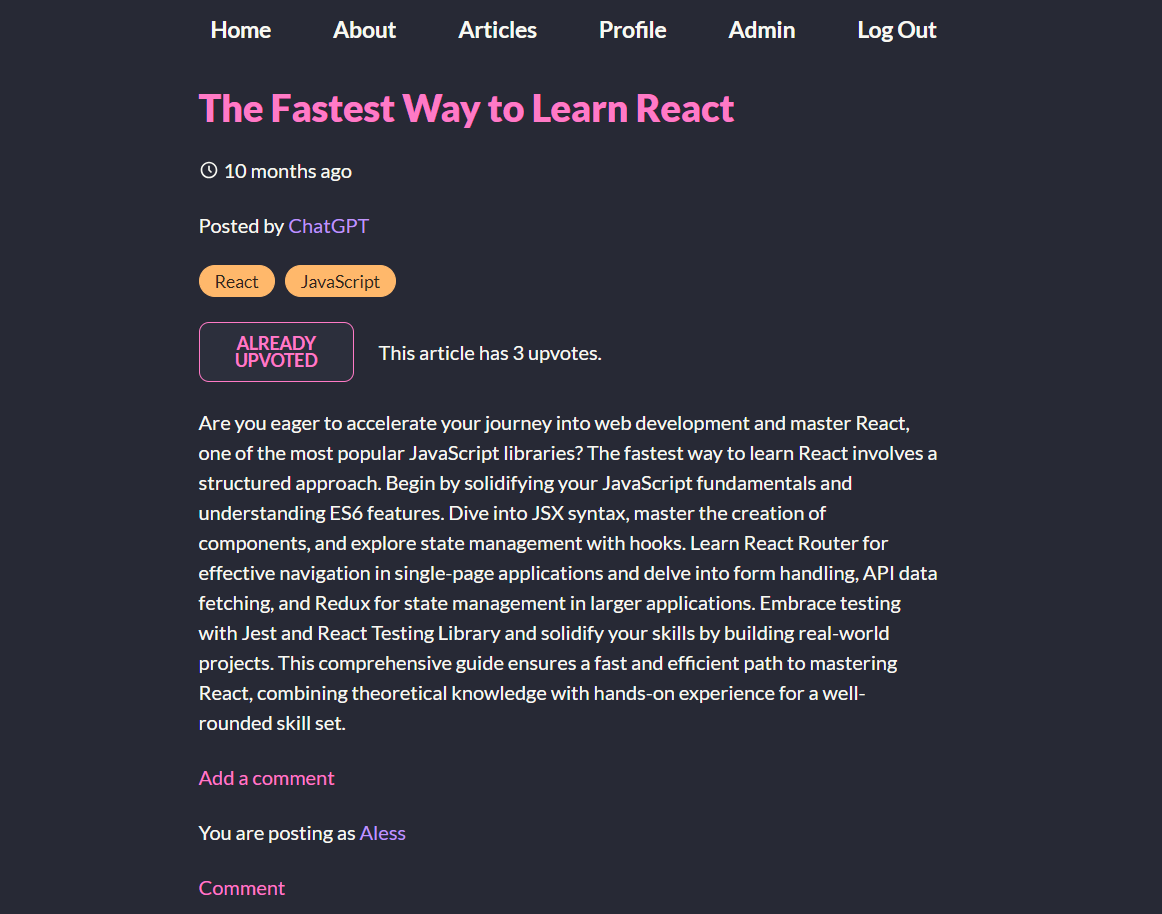 Home About Articles Profile Admin Log Out
The Fastest Way to Learn React
10 months ago
Posted by ChatGPT
React JavaScript
ALREADY
UPVOTED
This article has 3 upvotes.
Are you eager to accelerate your journey into web development and master React,
one of the most popular JavaScript libraries? The fastest way to learn React involves a
structured approach. Begin by solidifying your JavaScript fundamentals and
understanding ES6 features. Dive into JSX syntax, master the creation of
components, and explore state management with hooks. Learn React Router for
effective navigation in single-page applications and delve into form handling, API data
fetching, and Redux for state management in larger applications. Embrace testing
with Jest and React Testing Library and solidify your skills by building real-world
projects. This comprehensive guide ensures a fast and efficient path to mastering
React, combining theoretical knowledge with hands-on experience for a well-
rounded skill set.
Add a comment
You are posting as Aless
Comment